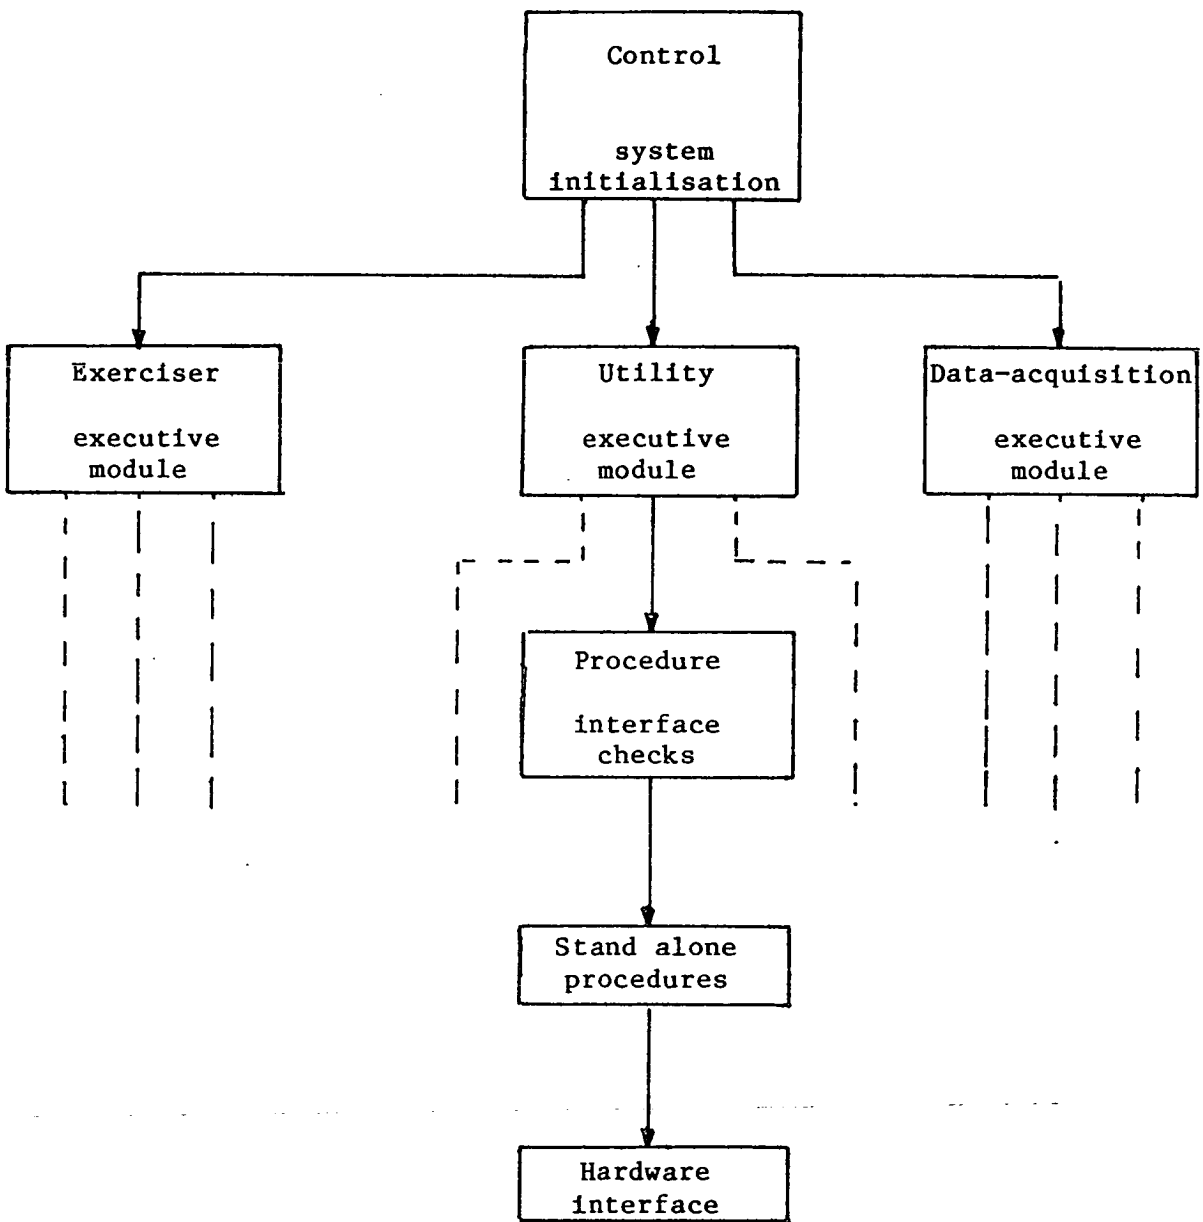 Control
system
initialisation
Exerciser
executive
module
Utility
executive
module
Data-acquisition
executive
module
Procedure
interface
checks
Stand alone
procedures
Hardware
interface